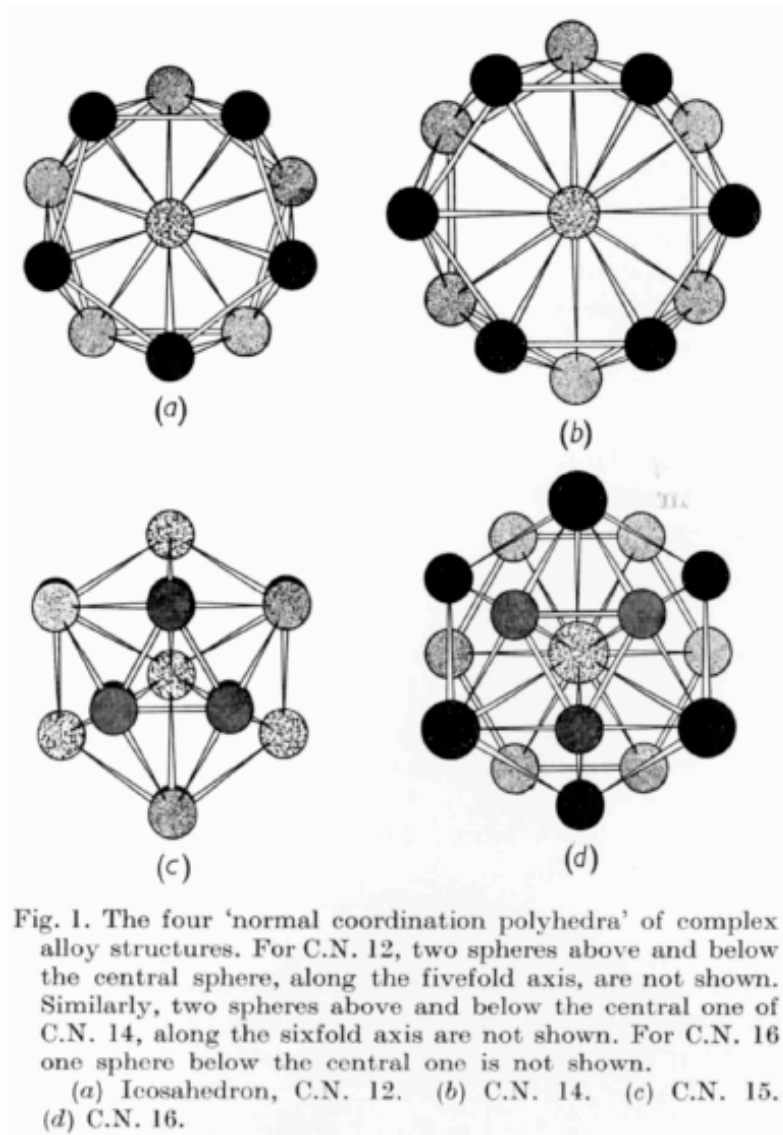 (a)
(b)
(c)
(d)
Fig. 1. The four ‘normal coordination polyhedra’ of complex
alloy structures. For C.N. 12, two spheres above and below
the central sphere, along the fivefold axis, are not shown.
Similarly, two spheres above and below the central one of
C.N. 14, along the sixfold axis are not shown. For C.N. 16
one sphere below the central one is not shown.
(a) Icosahedron, C.N. 12. (b) C.N. 14. (c) C.N. 15.
(d) C.N. 16.